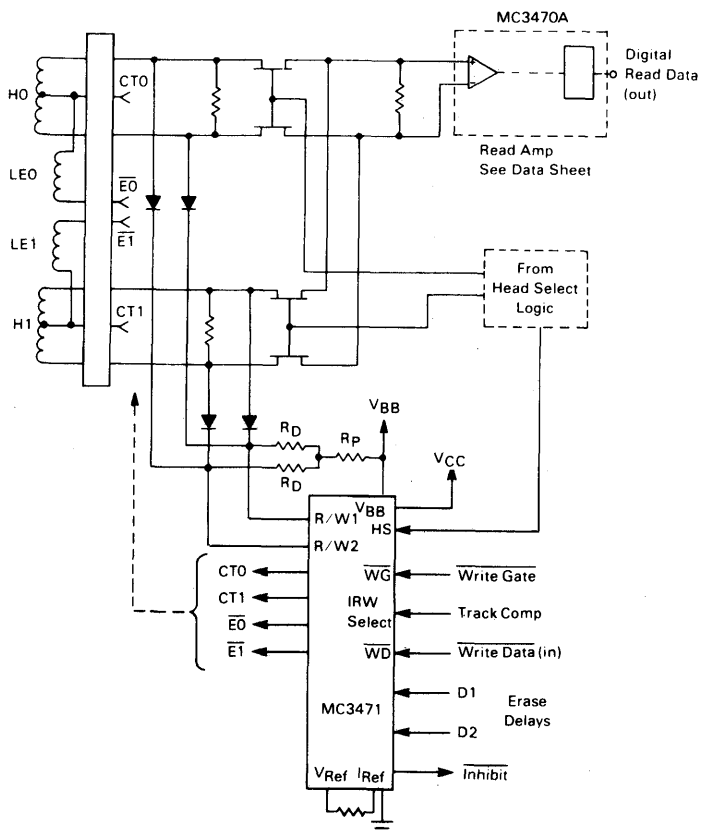 MC3470A
Digital
Read Data
(out)
Read Amp
See Data Sheet
H0
CT0
LE0
E0
E1
LE1
H1
CT1
From
Head Select
Logic
VBB
RD
RP
RD
VCC
VBB
R/W1
HS
R/W2
CT0
CT1
E0
E1
WG
IRW
Select
WD
MC3471
VRef
IRef
Write Gate
Track Comp
Write Data (in)
D1
Erase
Delays
D2
Inhibit